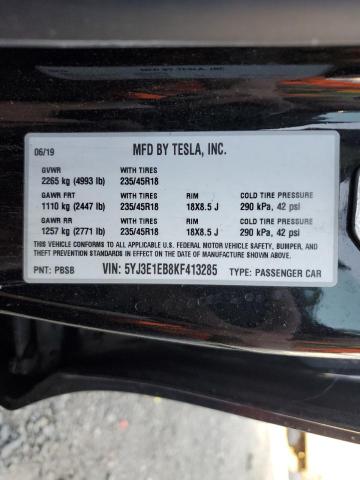 06/19 MFD BY TESLA, INC.
GVWR WITH TIRES
2265 kg (4993 lb) 235/45R18
GAWR FRT WITH TIRES RIM COLD TIRE PRESSURE
1110 kg (2447 lb) 235/45R18 18X8.5 J 290 kPa, 42 psi
GAWR RR WITH TIRES RIM COLD TIRE PRESSURE
1257 kg (2771 lb) 235/45R18 18X8.5 J 290 kPa, 42 psi
THIS VEHICLE CONFORMS TO ALL APPLICABLE U.S. FEDERAL MOTOR VEHICLE SAFETY, BUMPER, AND
THEFT PREVENTION STANDARDS IN EFFECT ON THE DATE OF MANUFACTURE SHOWN ABOVE.
PNT: PBSB VIN: 5YJ3E1EB8KF413285 TYPE: PASSENGER CAR